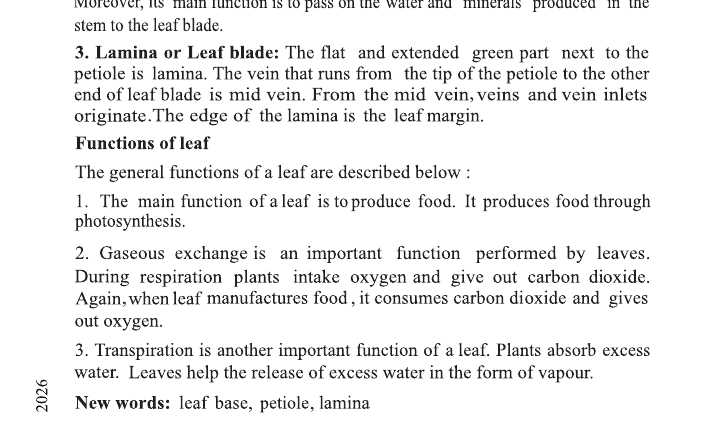 Moreover, its main function is to pass on the water and minerals produced in the
stem to the leaf blade.
3. Lamina or Leaf blade: The flat and extended green part next to the
petiole is lamina. The vein that runs from the tip of the petiole to the other
end of leaf blade is mid vein. From the mid vein, veins and vein inlets
originate.The edge of the lamina is the leaf margin.
Functions of leaf
The general functions of a leaf are described below :
1. The main function of a leaf is to produce food. It produces food through
photosynthesis.
2. Gaseous exchange is an important function performed by leaves.
During respiration plants intake oxygen and give out carbon dioxide.
Again, when leaf manufactures food , it consumes carbon dioxide and gives
out oxygen.
3. Transpiration is another important function of a leaf. Plants absorb excess
water. Leaves help the release of excess water in the form of vapour.
New words: leaf base, petiole, lamina
2026